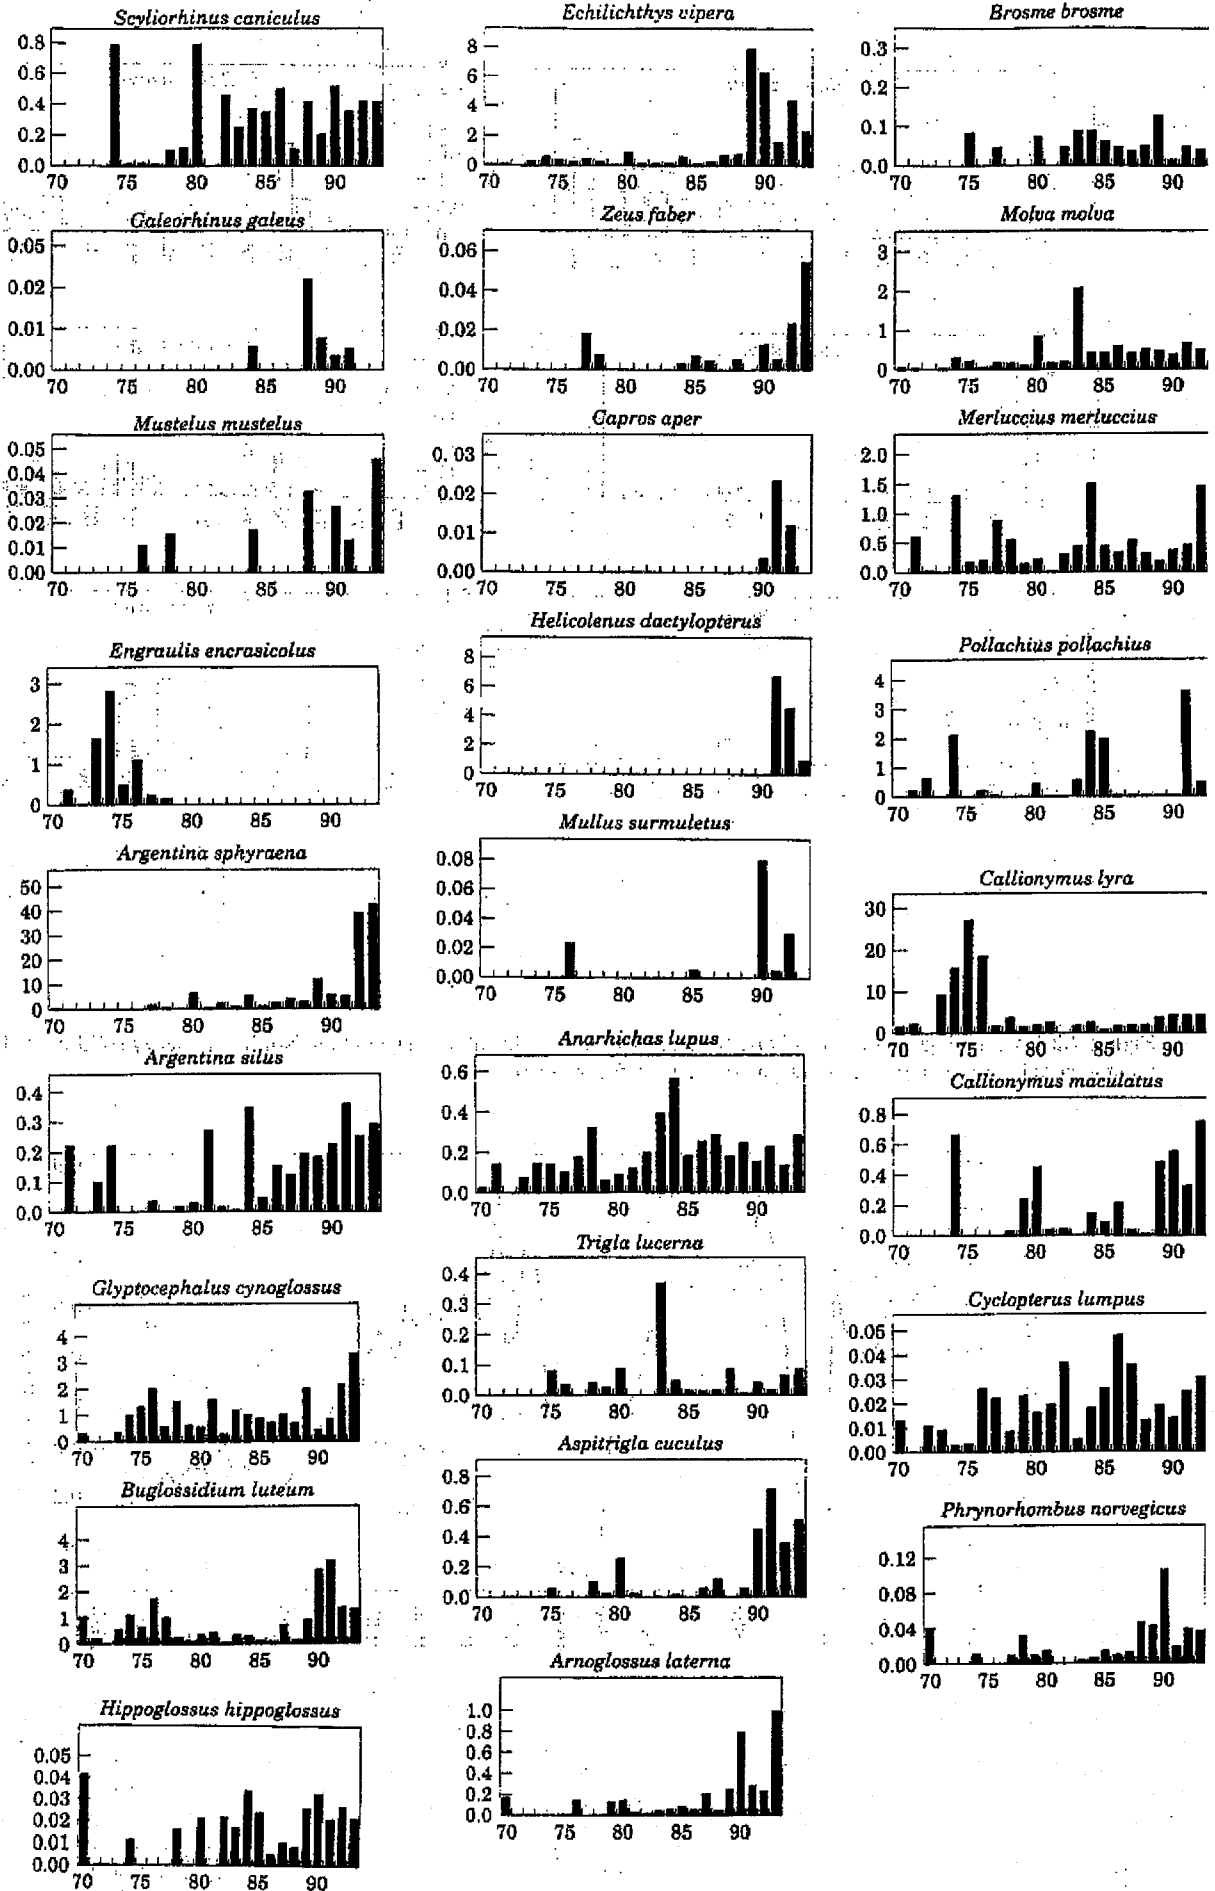 Scyliorhinus caniculus
0.8
0.6
0.4
0.2
0.0
70 75 80 85 90
Galeorhinus galeus
0.05
0.02
0.01
0.00
70 75 80 85 90
Mustelus mustelus
0.05
0.04
0.03
0.02
0.01
0.00
70 75 80 85 90
Engraulis encrasicolus
3
2
1
0
70 75 80 85 90
Argentina sphyraena
50
40
30
20
10
0
70 75 80 85 90
Argentina silus
0.4
0.3
0.2
0.1
0.0
70 75 80 85 90
Glyptocephalus cynoglossus
4
3
2
1
0
70 75 80 85 90
Buglossidium luteum
4
3
2
1
0
70 75 80 85 90
Hippoglossus hippoglossus
0.05
0.04
0.03
0.02
0.01
0.00
70 75 80 85 90
Echilichthys vipera
8
6
4
2
0
70 75 80 85 90
Zeus faber
0.06
0.04
0.02
0.00
70 75 80 85 90
Capros aper
0.03
0.02
0.01
0.00
70 75 80 85 90
Helicolenus dactylopterus
8
6
4
2
0
70 75 80 85 90
Mullus surmuletus
0.08
0.06
0.04
0.02
0.00
70 75 80 85 90
Anarhichas lupus
0.6
0.4
0.2
0.0
70 75 80 85 90
Trigla lucerna
0.4
0.3
0.2
0.1
0.0
70 75 80 85 90
Aspitrigla cuculus
0.8
0.6
0.4
0.2
0.0
70 75 80 85 90
Arnoglossus laterna
1.0
0.8
0.6
0.4
0.2
0.0
70 75 80 85 90
Brosme brosme
0.3
0.2
0.1
0.0
70 75 80 85 90
Molva molva
3
2
1
0
70 75 80 85 90
Merluccius merluccius
2.0
1.5
1.0
0.5
0.0
70 75 80 85 90
Pollachius pollachius
4
3
2
1
0
70 75 80 85 90
Callionymus lyra
30
20
10
0
70 75 80 85 90
Callionymus maculatus
0.8
0.6
0.4
0.2
0.0
70 75 80 85 90
Cyclopterus lumpus
0.05
0.04
0.03
0.02
0.01
0.00
70 75 80 85 90
Phrynorhombus norvegicus
0.12
0.08
0.04
0.00
70 75 80 85 90